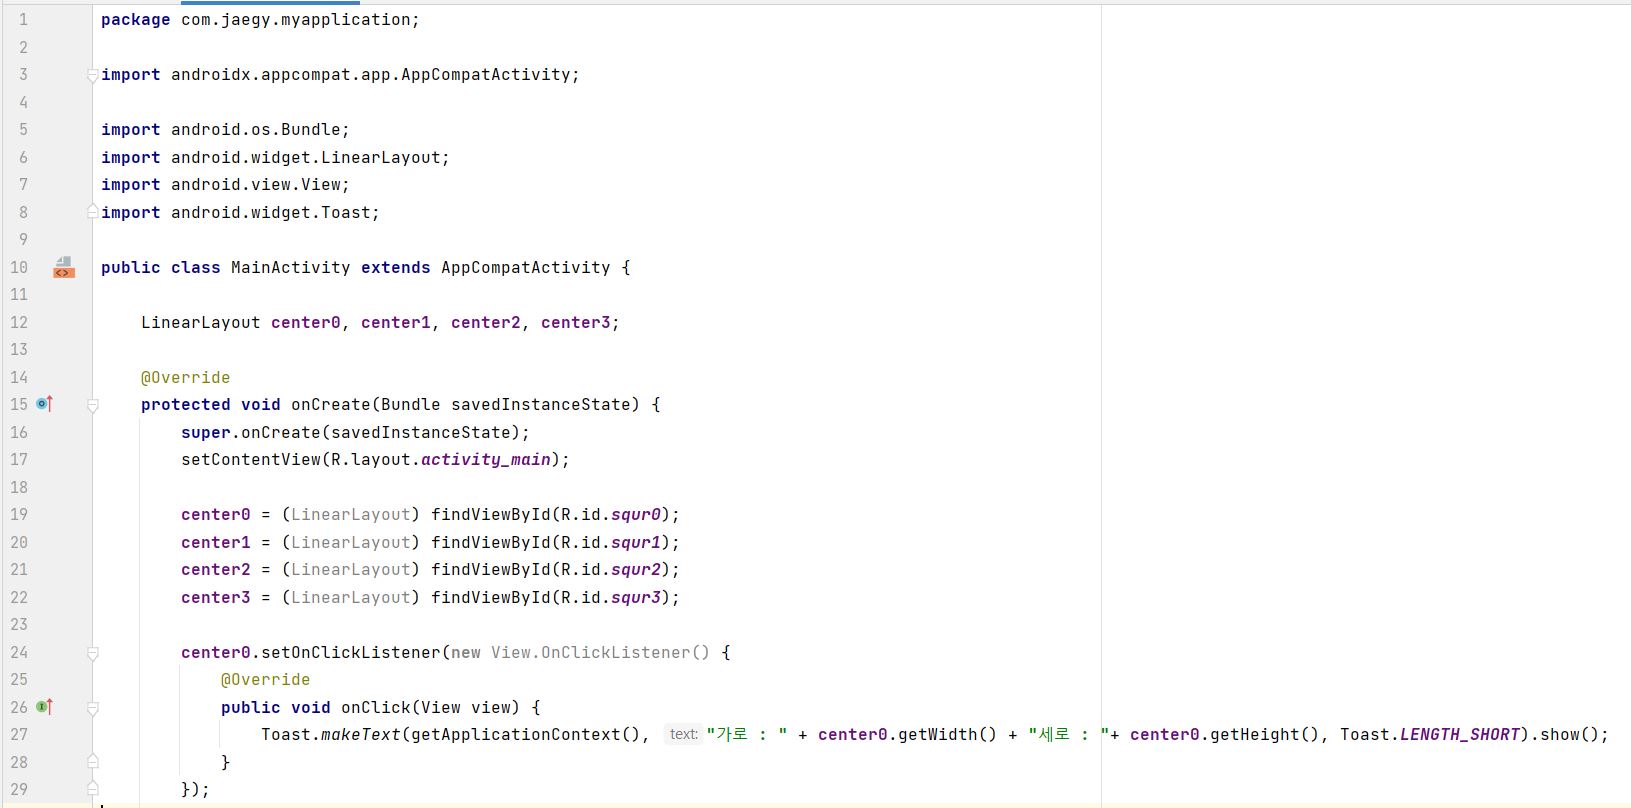 1 package com.jaegy.myapplication;
2
3 import androidx.appcompat.app.AppCompatActivity;
4
5 import android.os.Bundle;
6 import android.widget.LinearLayout;
7 import android.view.View;
8 import android.widget.Toast;
9
10 public class MainActivity extends AppCompatActivity {
11
12 LinearLayout center0, center1, center2, center3;
13
14 @Override
15 protected void onCreate(Bundle savedInstanceState) {
16 super.onCreate(savedInstanceState);
17 setContentView(R.layout.activity_main);
18
19 center0 = (LinearLayout) findViewById(R.id.squr0);
20 center1 = (LinearLayout) findViewById(R.id.squr1);
21 center2 = (LinearLayout) findViewById(R.id.squr2);
22 center3 = (LinearLayout) findViewById(R.id.squr3);
23
24 center0.setOnClickListener(new View.OnClickListener() {
25 @Override
26 public void onClick(View view) {
27 Toast.makeText(getApplicationContext(), text: "가로 : " + center0.getWidth() + "세로 : "+ center0.getHeight(), Toast.LENGTH_SHORT).show();
28 }
29 });